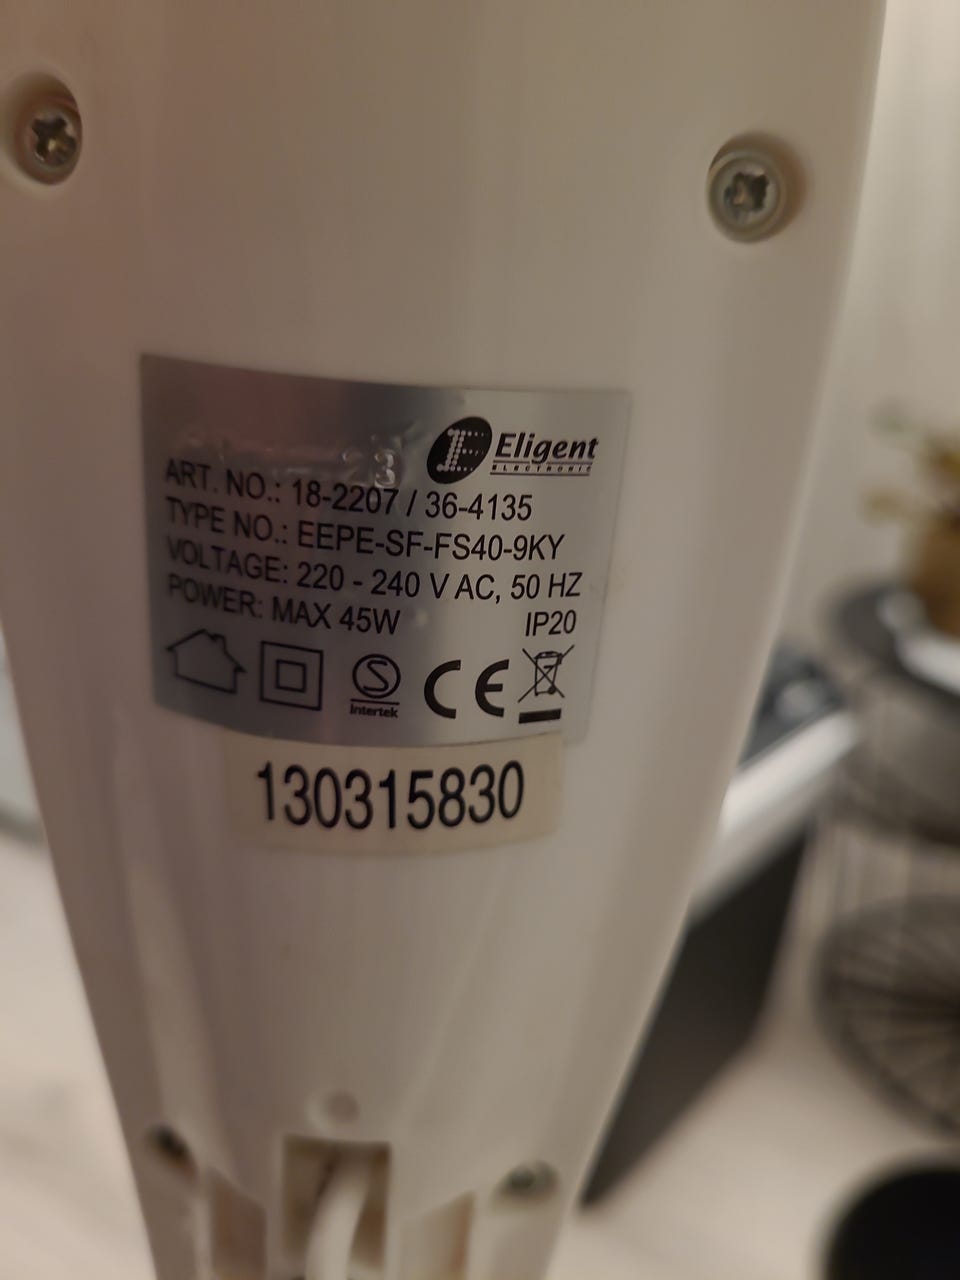 Eligent
ELECTRONIC
ART. NO.: 18-2207 / 36-4135
TYPE NO.: EEPE-SF-FS40-9KY
VOLTAGE: 220 - 240 V AC, 50 HZ
POWER: MAX 45W IP20
S
Intertek
CE
130315830